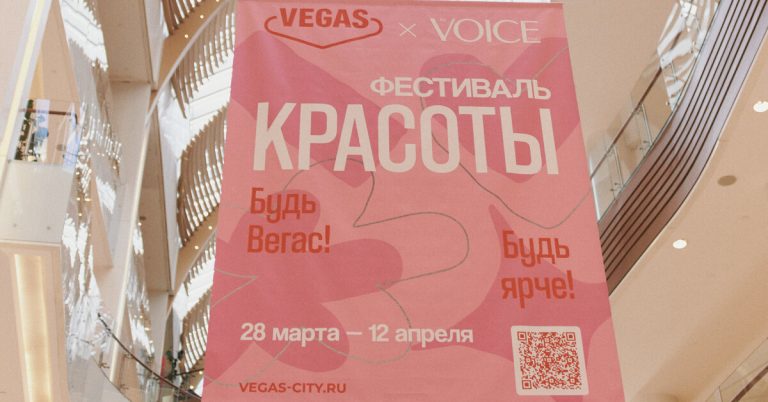 VEGAS × VOICE
ФЕСТИВАЛЬ
КРАСОТЫ
Будь
Вегас!
Будь
ярче!
28 марта — 12 апреля
VEGAS-CITY.RU